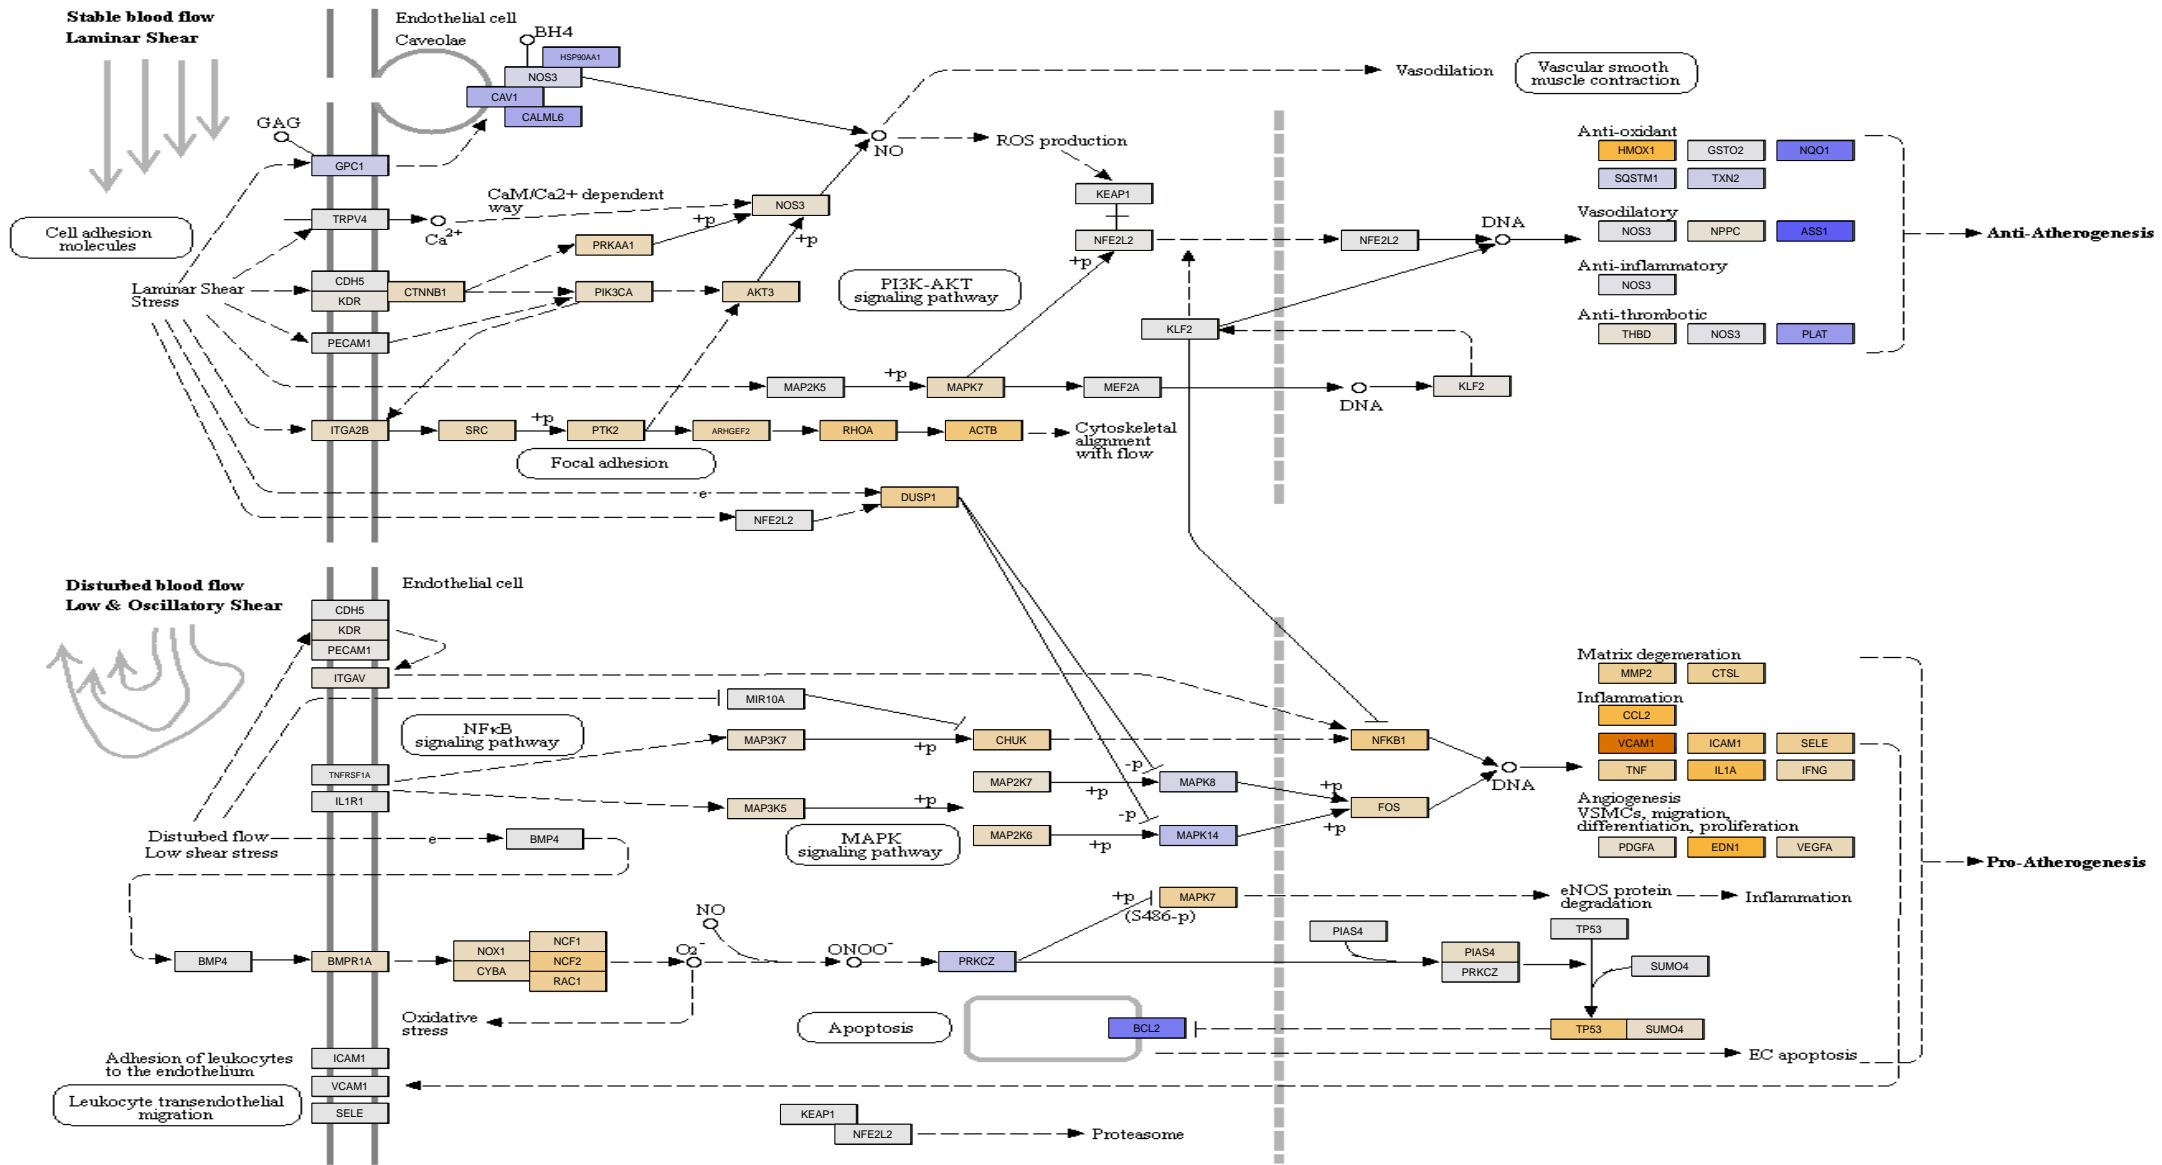 Stable blood flow
Laminar Shear
Endothelial cell
Caveolae
BH4
HSP90AA1
NOS3
CAV1
CALML6
Vasodilation
Vascular smooth
muscle contraction
GAG
GPC1
NO
ROS production
Anti-oxidant
HMOX1 GSTO2 NQO1
SQSTM1 TXN2
KEAP1
CaM/Ca2+ dependent
way
NOS3
TRPV4
Ca2+
+p
+p
Cell adhesion
molecules
PRKAA1
NFE2L2
+p
NFE2L2
DNA
Vasodilatory
NOS3 NPPC ASS1
Anti-Atherogenesis
Anti-inflammatory
NOS3
Laminar Shear
Stress
CDH5
KDR
CTNNB1
PIK3CA
AKT3
PI3K-AKT
signaling pathway
Anti-thrombotic
THBD NOS3 PLAT
KLF2
PECAM1
MAP2K5
+p
MAPK7
MEF2A
DNA
KLF2
ITGA2B
SRC
+p
PTK2
ARHGEF2
RHOA
ACTB
Cytoskeletal
alignment
with flow
Focal adhesion
e
DUSP1
NFE2L2
Disturbed blood flow
Low & Oscillatory Shear
Endothelial cell
CDH5
KDR
PECAM1
ITGAV
MIR10A
NFκB
signaling pathway
MAP3K7
+p
CHUK
NFKB1
Matrix degeneration
MMP2 CTSL
Inflammation
CCL2
VCAM1 ICAM1 SELE
TNF IL1A IFNG
TNFRSF1A
IL1R1
MAP3K5
+p
MAP2K7
+p
-p
MAPK8
+p
DNA
FOS
MAP2K6
+p
-p
MAPK14
+p
MAPK
signaling pathway
Angiogenesis
VSMCs, migration,
differentiation, proliferation
PDGFA EDN1 VEGFA
Pro-Atherogenesis
Disturbed flow
Low shear stress
e
BMP4
+p
(S486-p)
MAPK7
eNOS protein
degradation
Inflammation
NO
BMP4
BMPR1A
NOX1
CYBA
NCF1
NCF2
RAC1
O2-
ONOO-
PRKCZ
PIAS4
PIAS4
PRKCZ
TP53
SUMO4
Oxidative
stress
Apoptosis
BCL2
TP53 SUMO4
EC apoptosis
Adhesion of leukocytes
to the endothelium
ICAM1
VCAM1
SELE
Leukocyte transendothelial
migration
KEAP1
NFE2L2
Proteasome